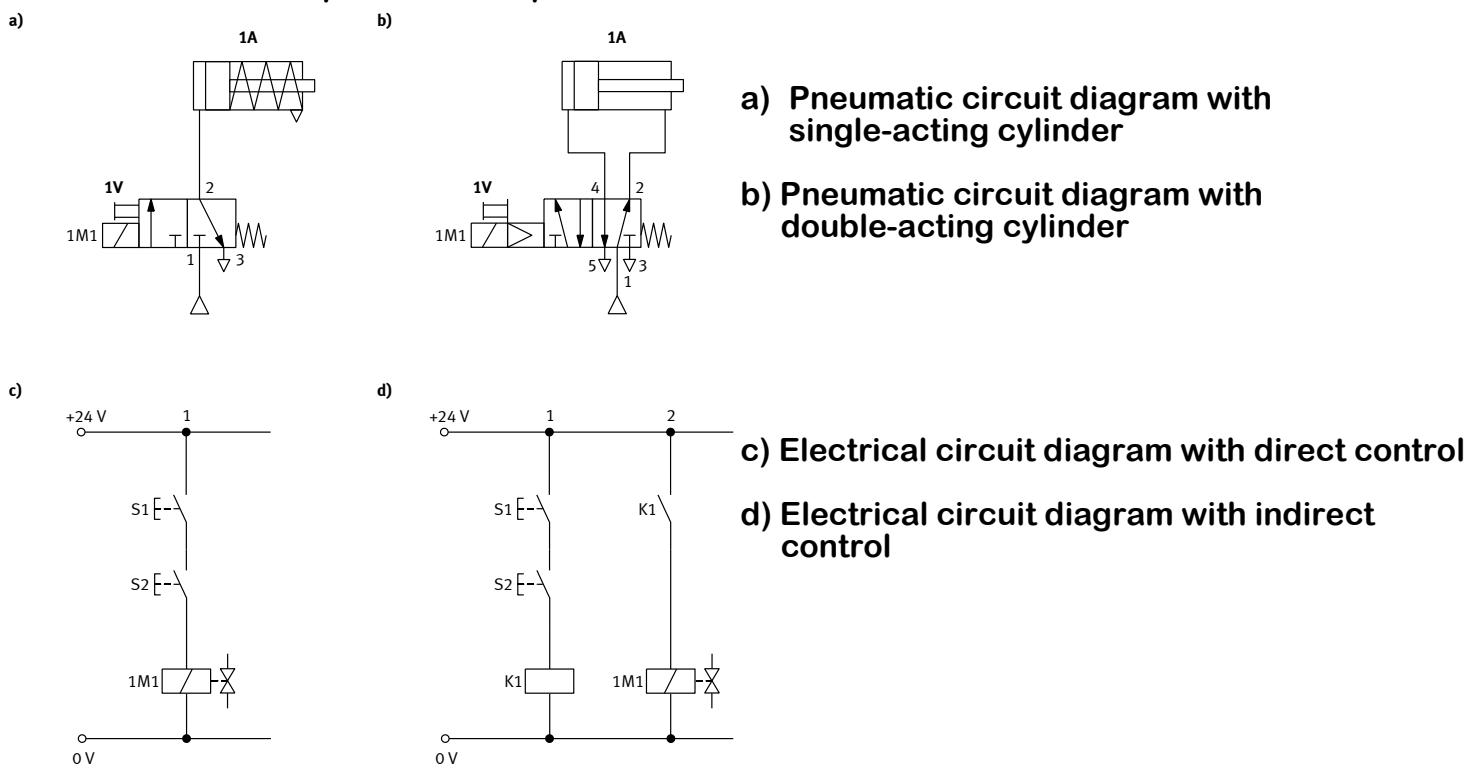 a)
b)
1A
1A
a) Pneumatic circuit diagram with
single-acting cylinder
b) Pneumatic circuit diagram with
double-acting cylinder
1V
2
1M1
1
3
1V
4
2
1M1
5
3
1
c)
d)
+24 V
1
S1
S2
1M1
0 V
+24 V
1
2
S1
K1
S2
K1
1M1
0 V
c) Electrical circuit diagram with direct control
d) Electrical circuit diagram with indirect
control